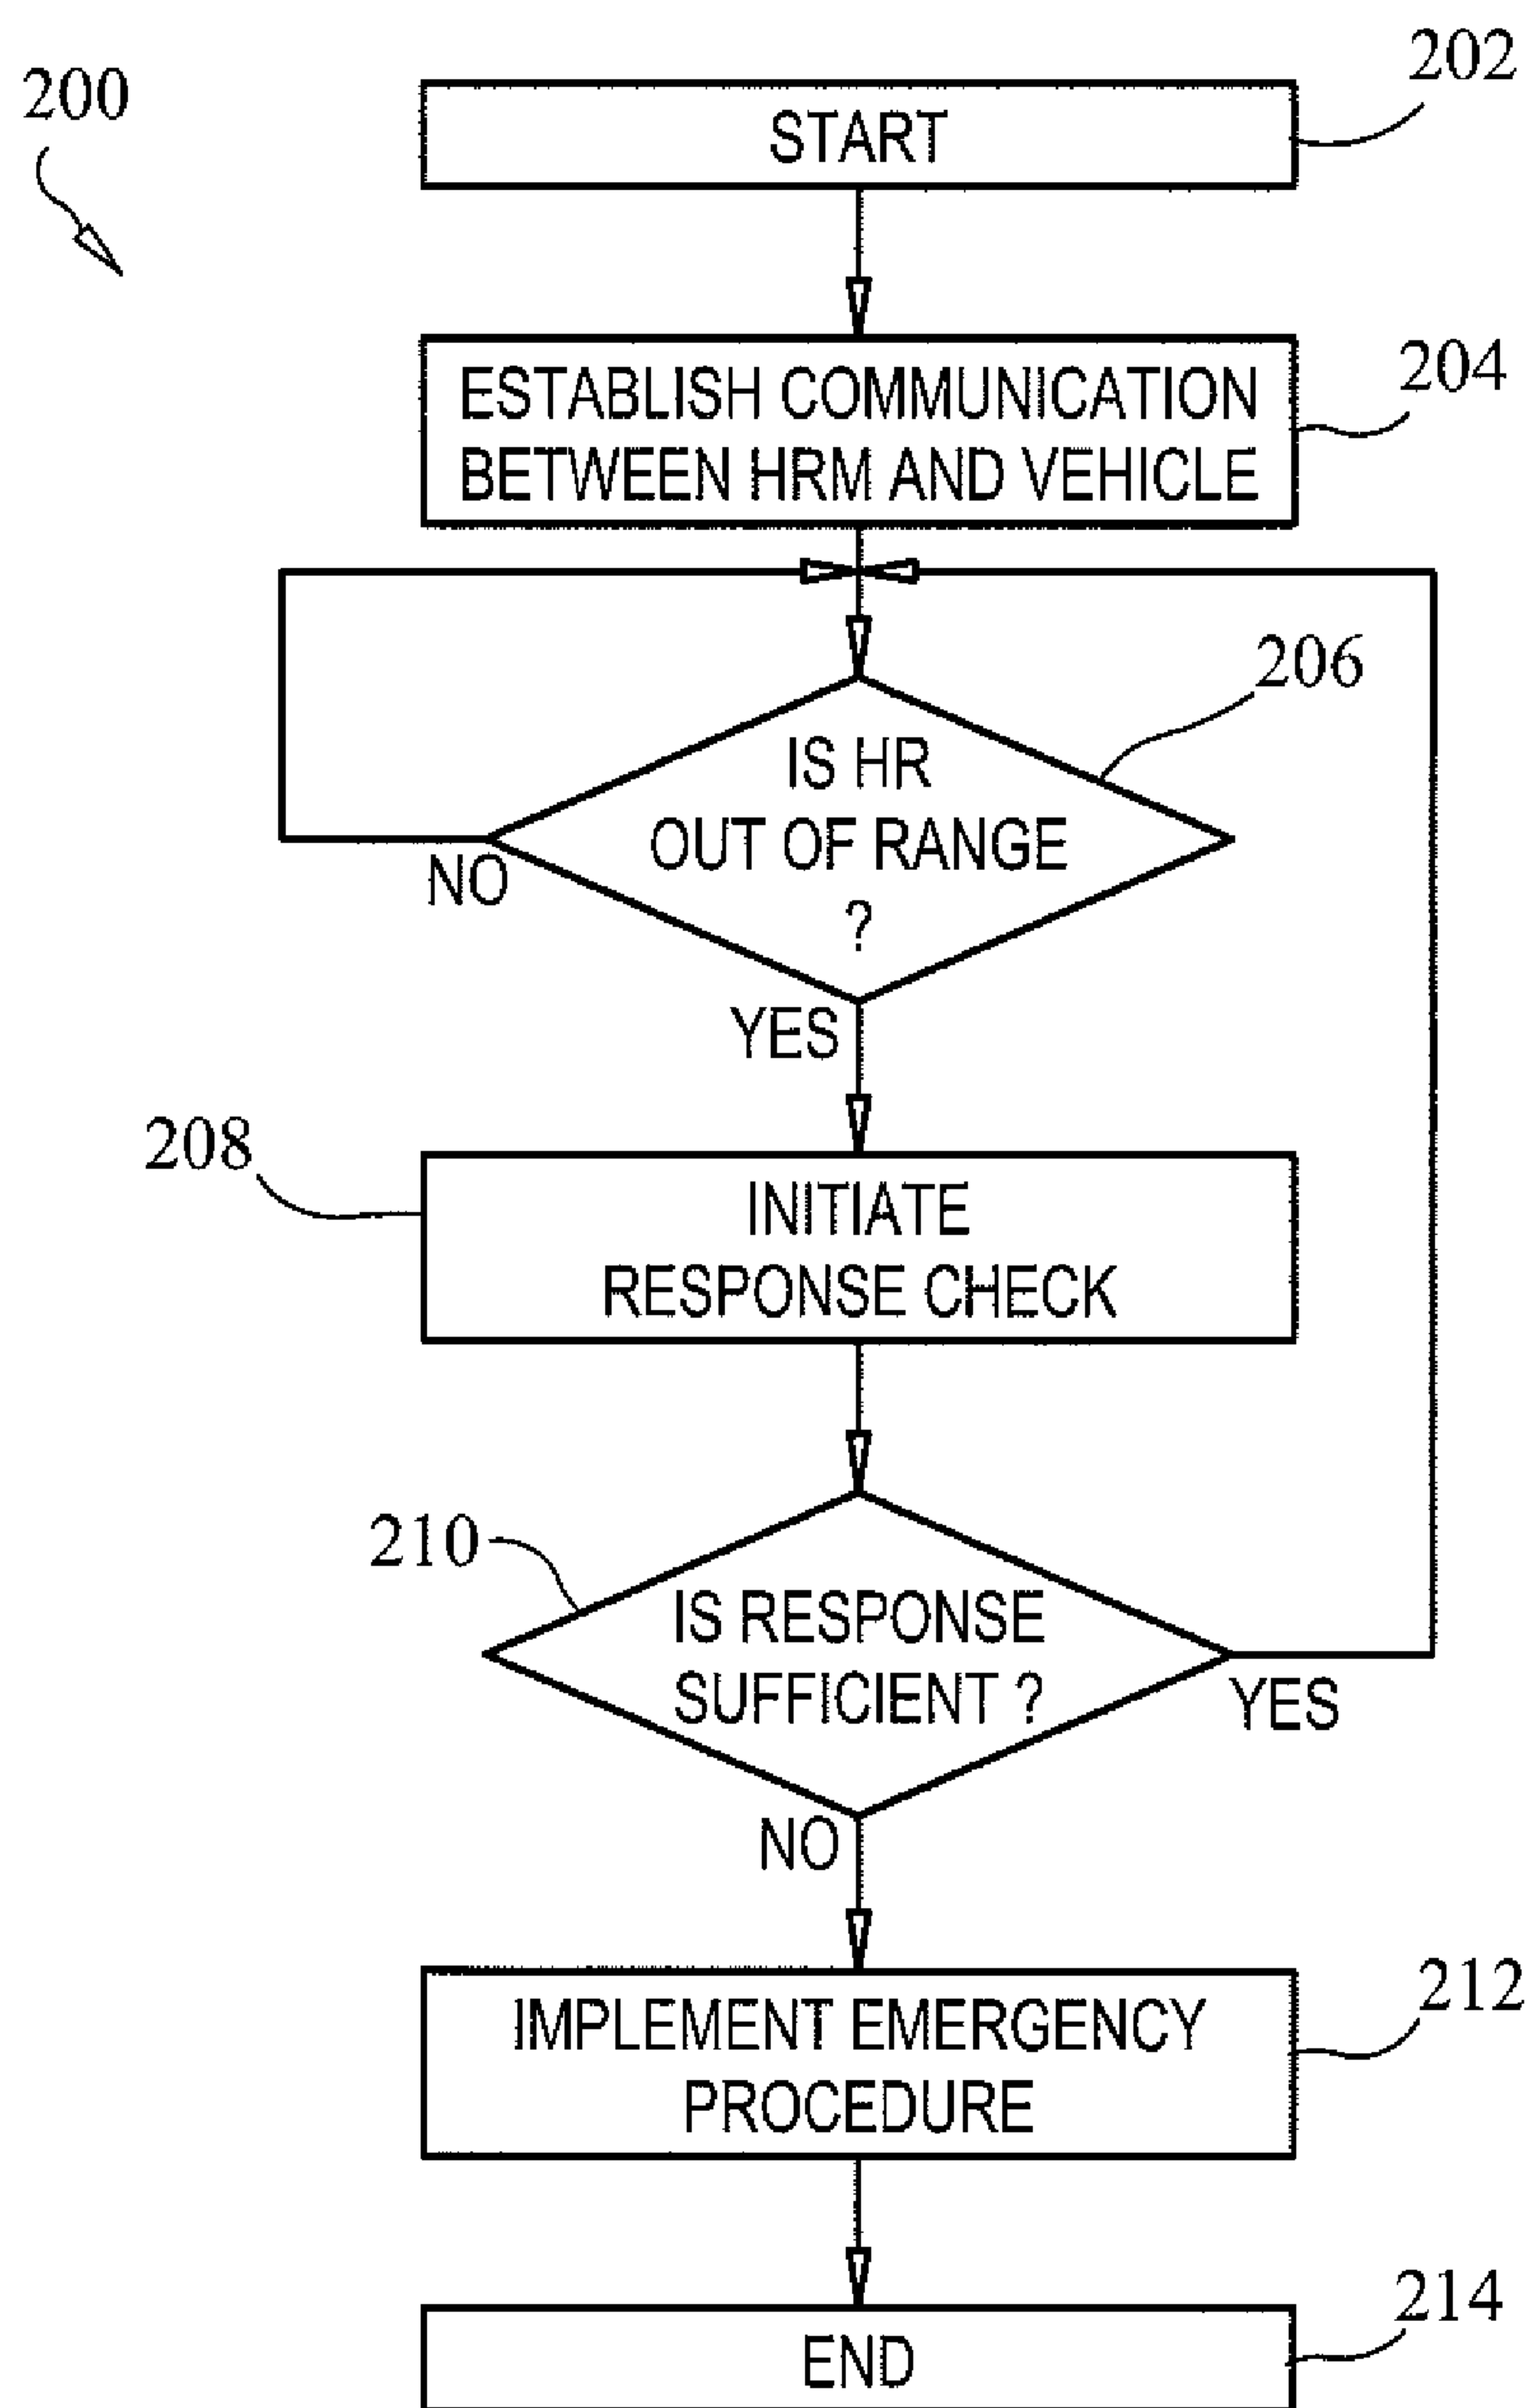 200
202
START
204
ESTABLISH COMMUNICATION
BETWEEN HRM AND VEHICLE
206
IS HR
OUT OF RANGE
?
NO
YES
208
INITIATE
RESPONSE CHECK
210
IS RESPONSE
SUFFICIENT ?
YES
NO
212
IMPLEMENT EMERGENCY
PROCEDURE
214
END